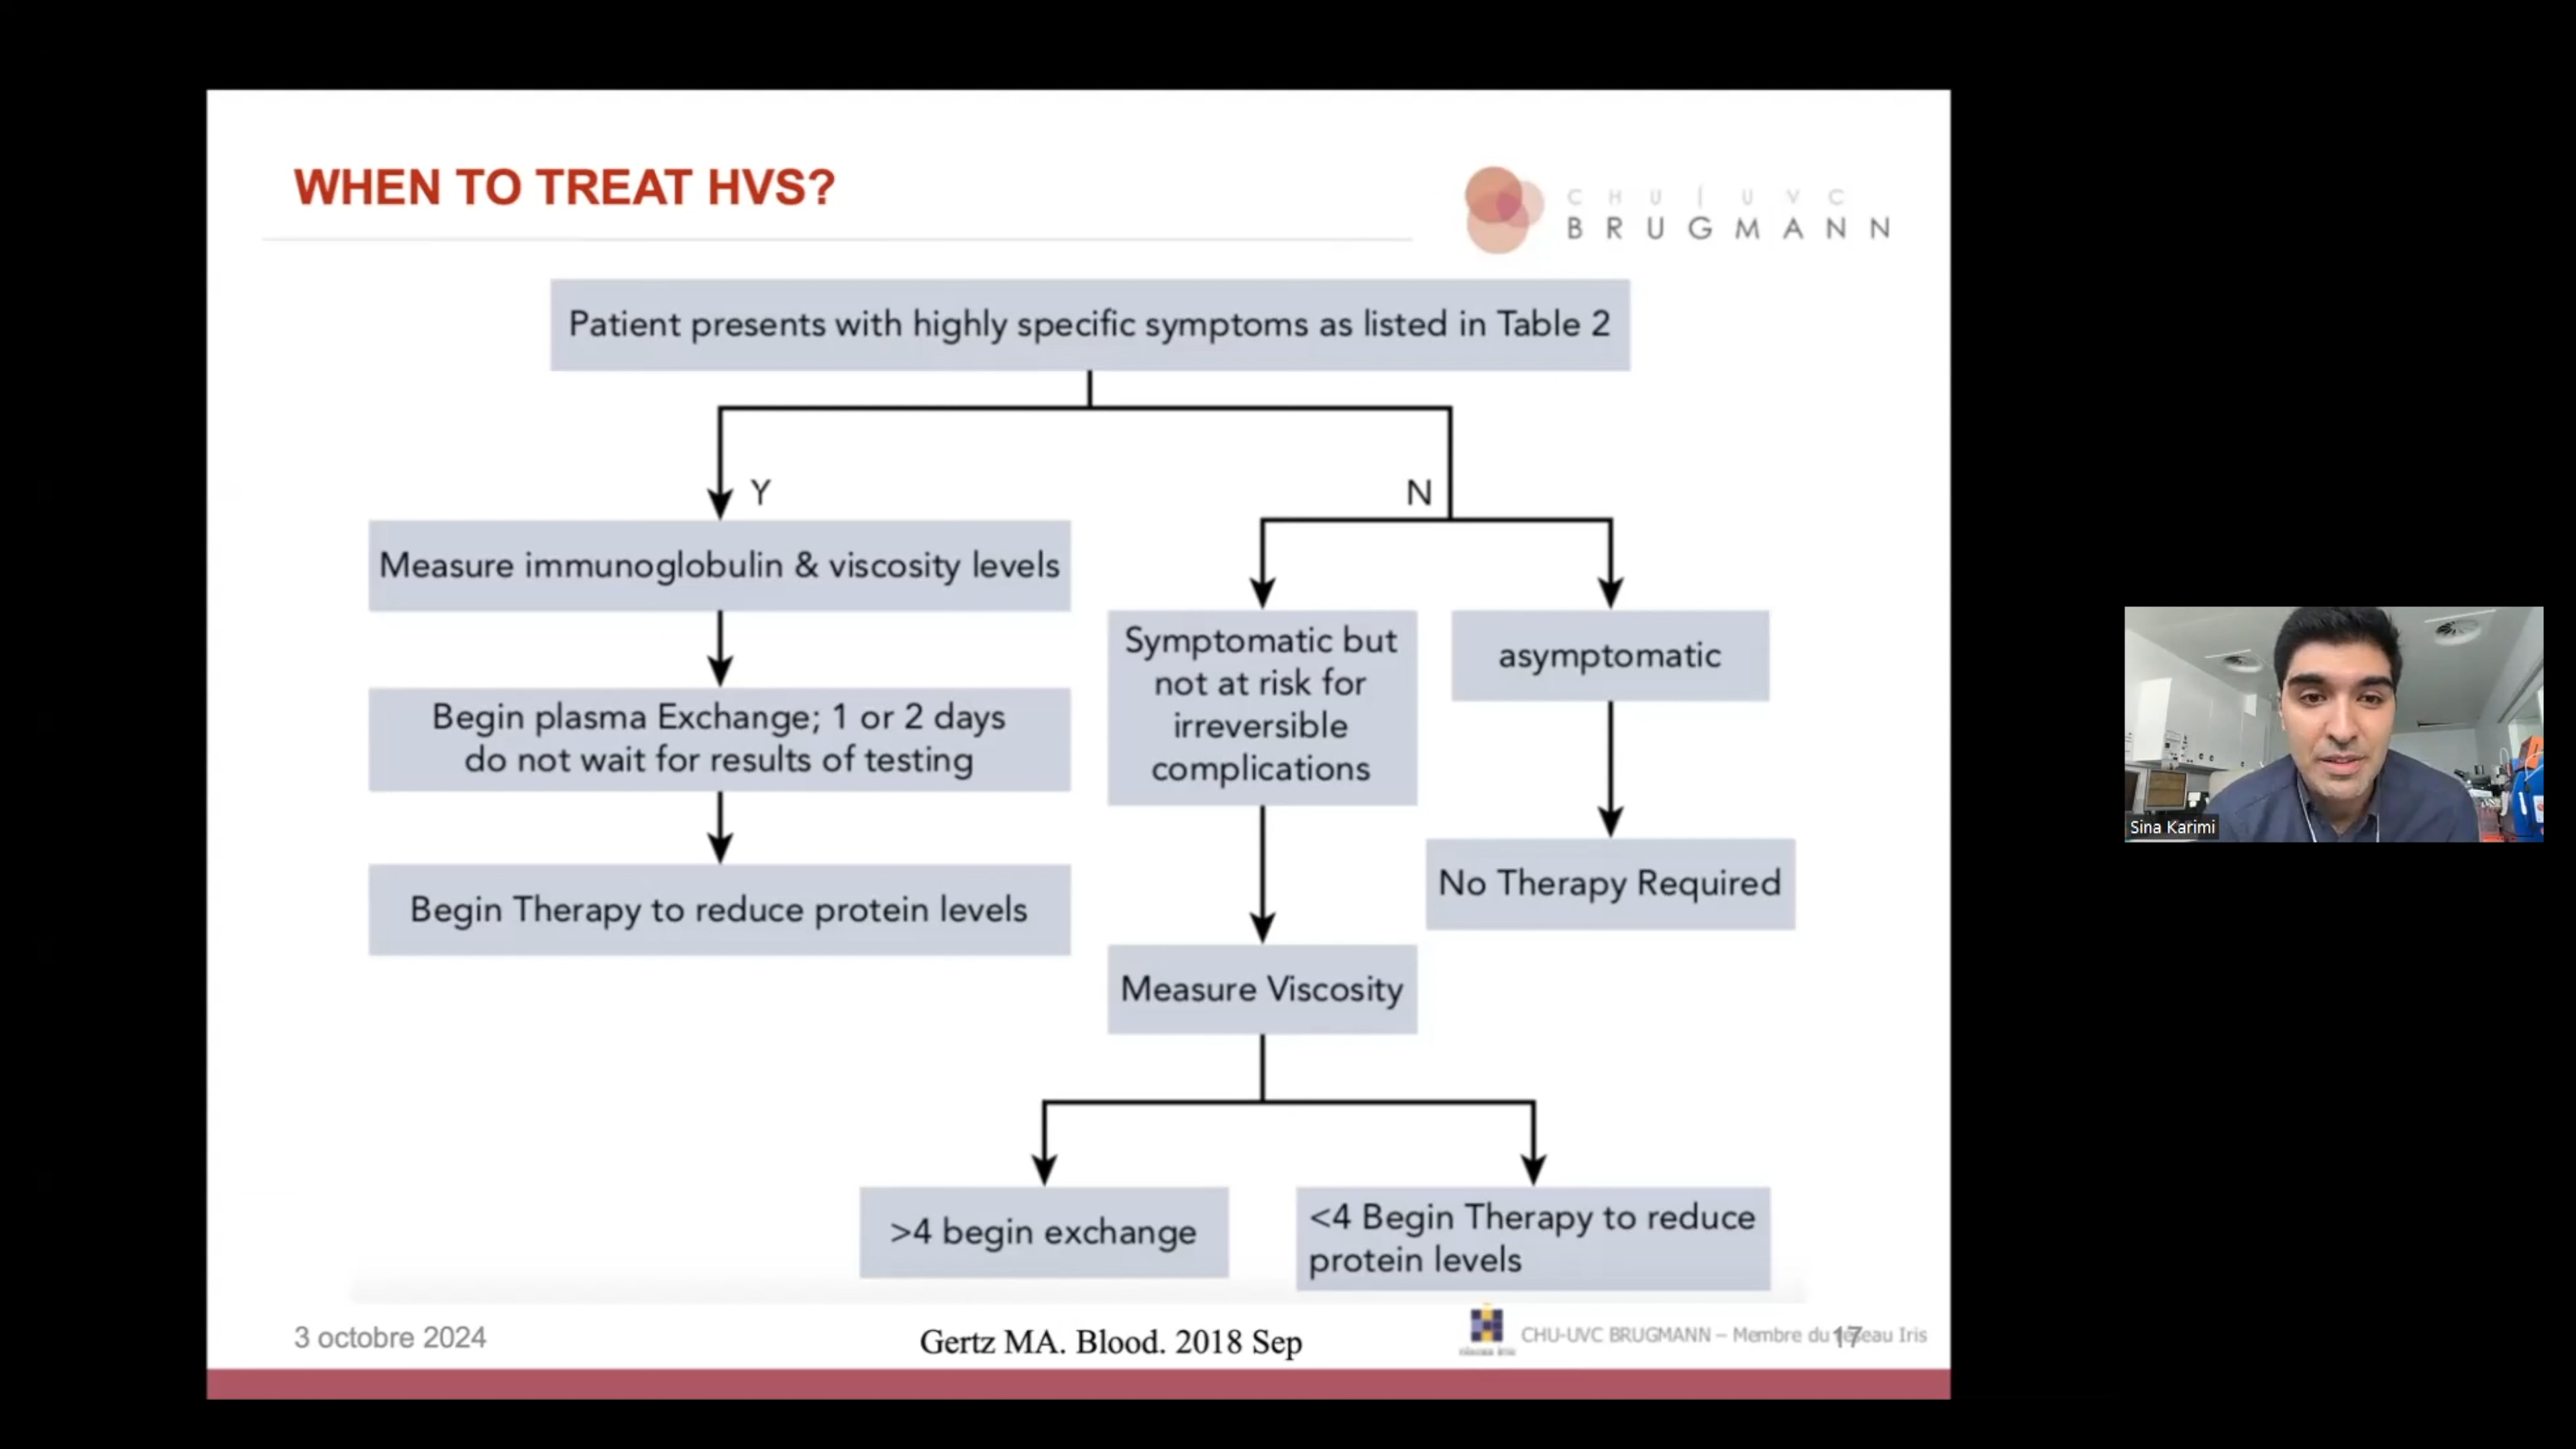 WHEN TO TREAT HVS?
CHU | UVC
BRUGMANN
Patient presents with highly specific symptoms as listed in Table 2
Y
N
Measure immunoglobulin & viscosity levels
Begin plasma Exchange; 1 or 2 days
do not wait for results of testing
Begin Therapy to reduce protein levels
Symptomatic but
not at risk for
irreversible
complications
asymptomatic
No Therapy Required
Measure Viscosity
>4 begin exchange
<4 Begin Therapy to reduce
protein levels
3 octobre 2024
Gertz MA. Blood. 2018 Sep
CHU-UVC BRUGMANN – Membre du réseau Iris
17
Sina Karimi